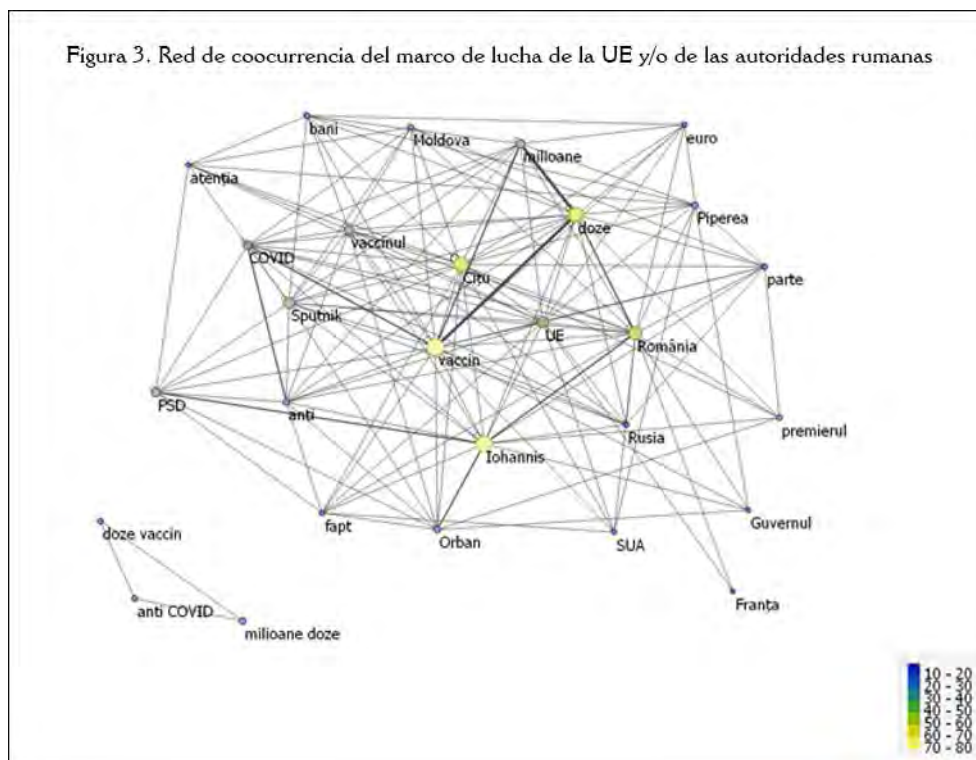 Figura 3. Red de coocurrencia del marco de lucha de la UE y/o de las autoridades rumanas
bani
Moldova
milioane
euro
atenția
Piperea
doze
vaccinul
COVID
Cîțu
parte
Sputnik
UE
România
vaccin
PSD
anti
Rusia
premierul
Iohannis
fapt
Orban
SUA
Guvernul
doze vaccin
anti COVID
milioane doze
Franța
10 - 20
20 - 30
30 - 40
40 - 50
50 - 60
60 - 70
70 - 80